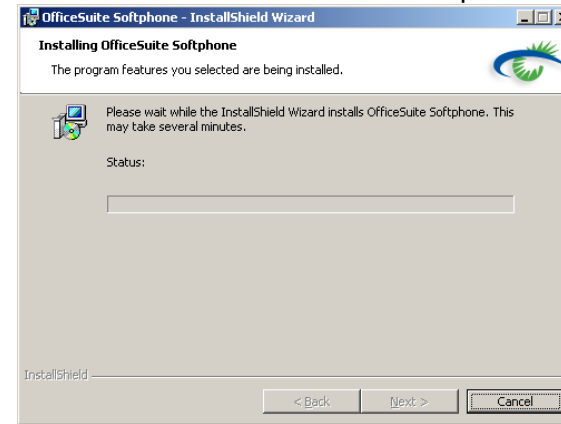 OfficeSuite Softphone - InstallShield Wizard
Installing OfficeSuite Softphone
The program features you selected are being installed.
Please wait while the InstallShield Wizard installs OfficeSuite Softphone. This
may take several minutes.
Status:
InstallShield
< Back
Next >
Cancel